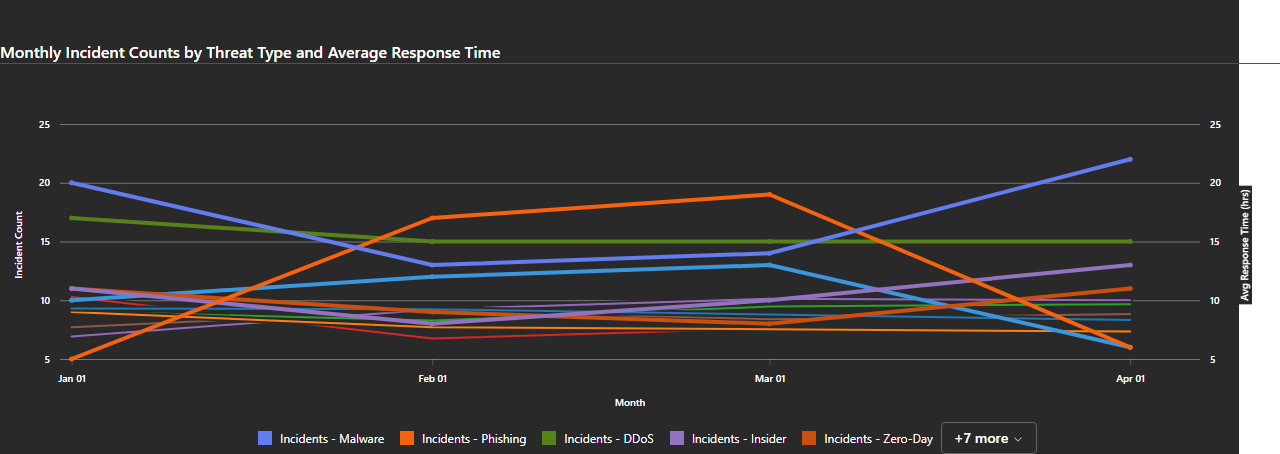 Monthly Incident Counts by Threat Type and Average Response Time
25
20
15
10
5
Incident Count
25
20
15
10
5
Avg Response Time (hrs)
Jan 01 Feb 01 Mar 01 Apr 01
Month
Incidents - Malware Incidents - Phishing Incidents - DDoS Incidents - Insider Incidents - Zero-Day +7 more